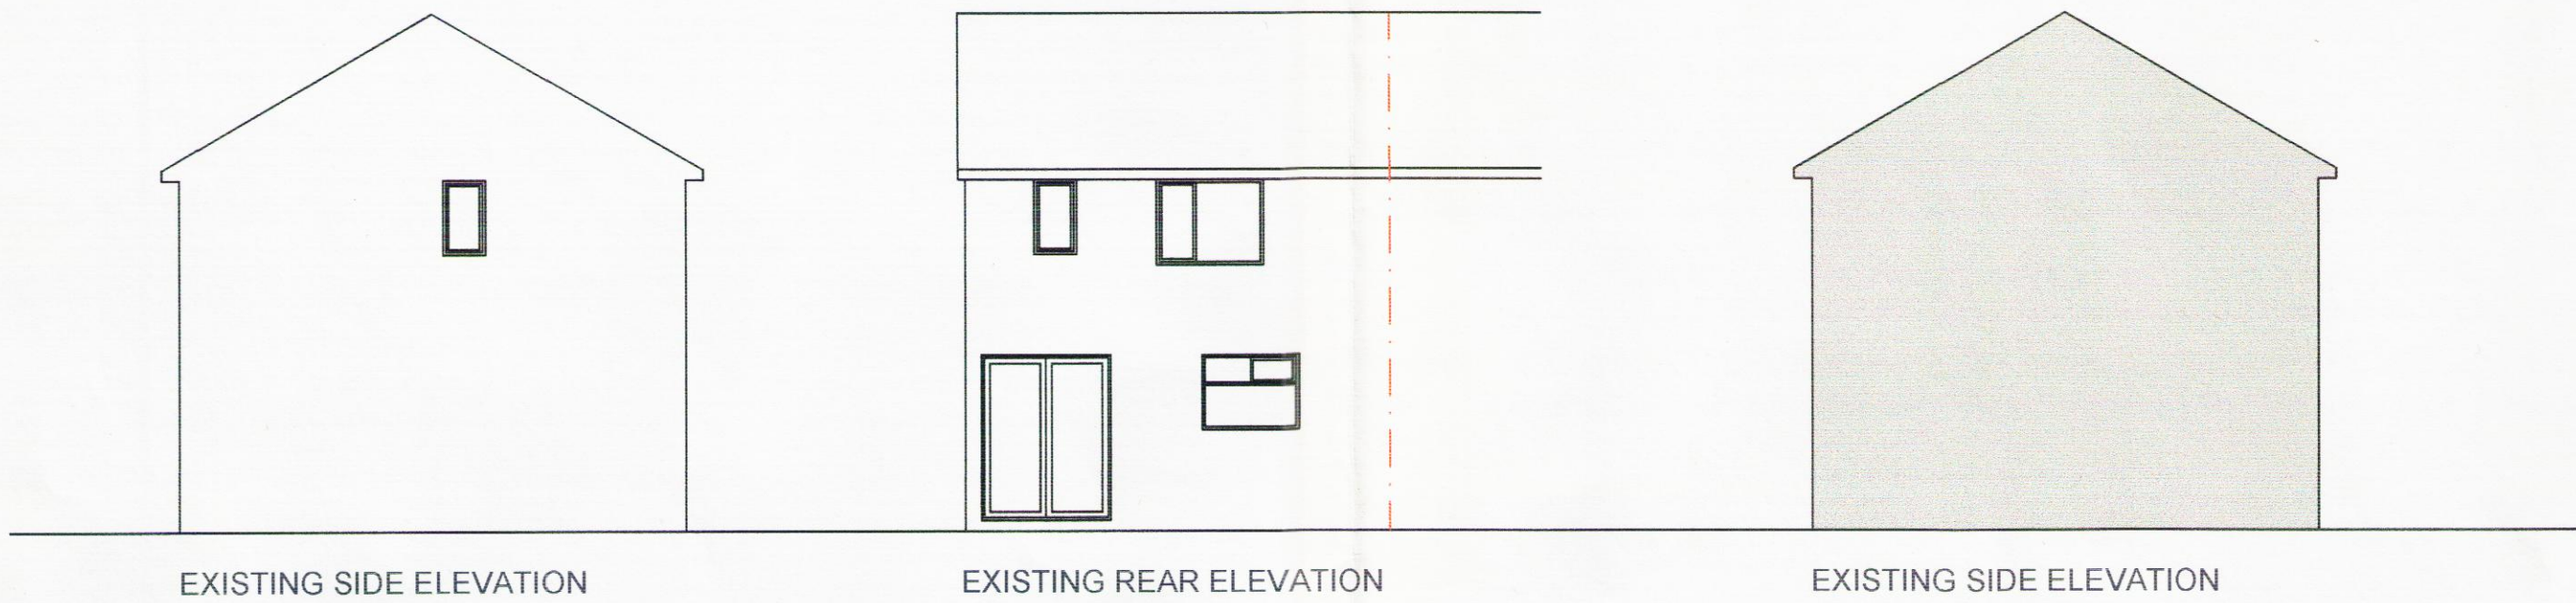 EXISTING SIDE ELEVATION
EXISTING REAR ELEVATION
EXISTING SIDE ELEVATION